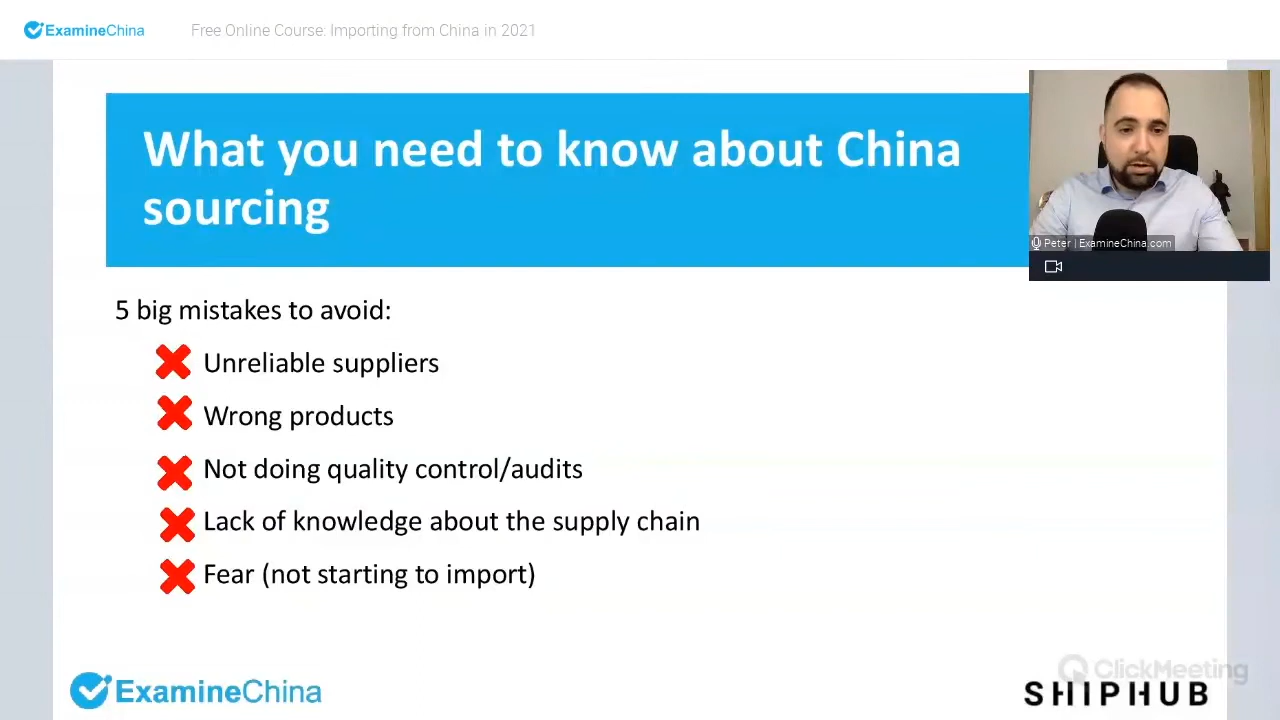 ExamineChina
Free Online Course: Importing from China in 2021
What you need to know about China
sourcing
Peter | ExamineChina.com
5 big mistakes to avoid:
Unreliable suppliers
Wrong products
Not doing quality control/audits
Lack of knowledge about the supply chain
Fear (not starting to import)
ExamineChina
ClickMeeting
SHIPHUB